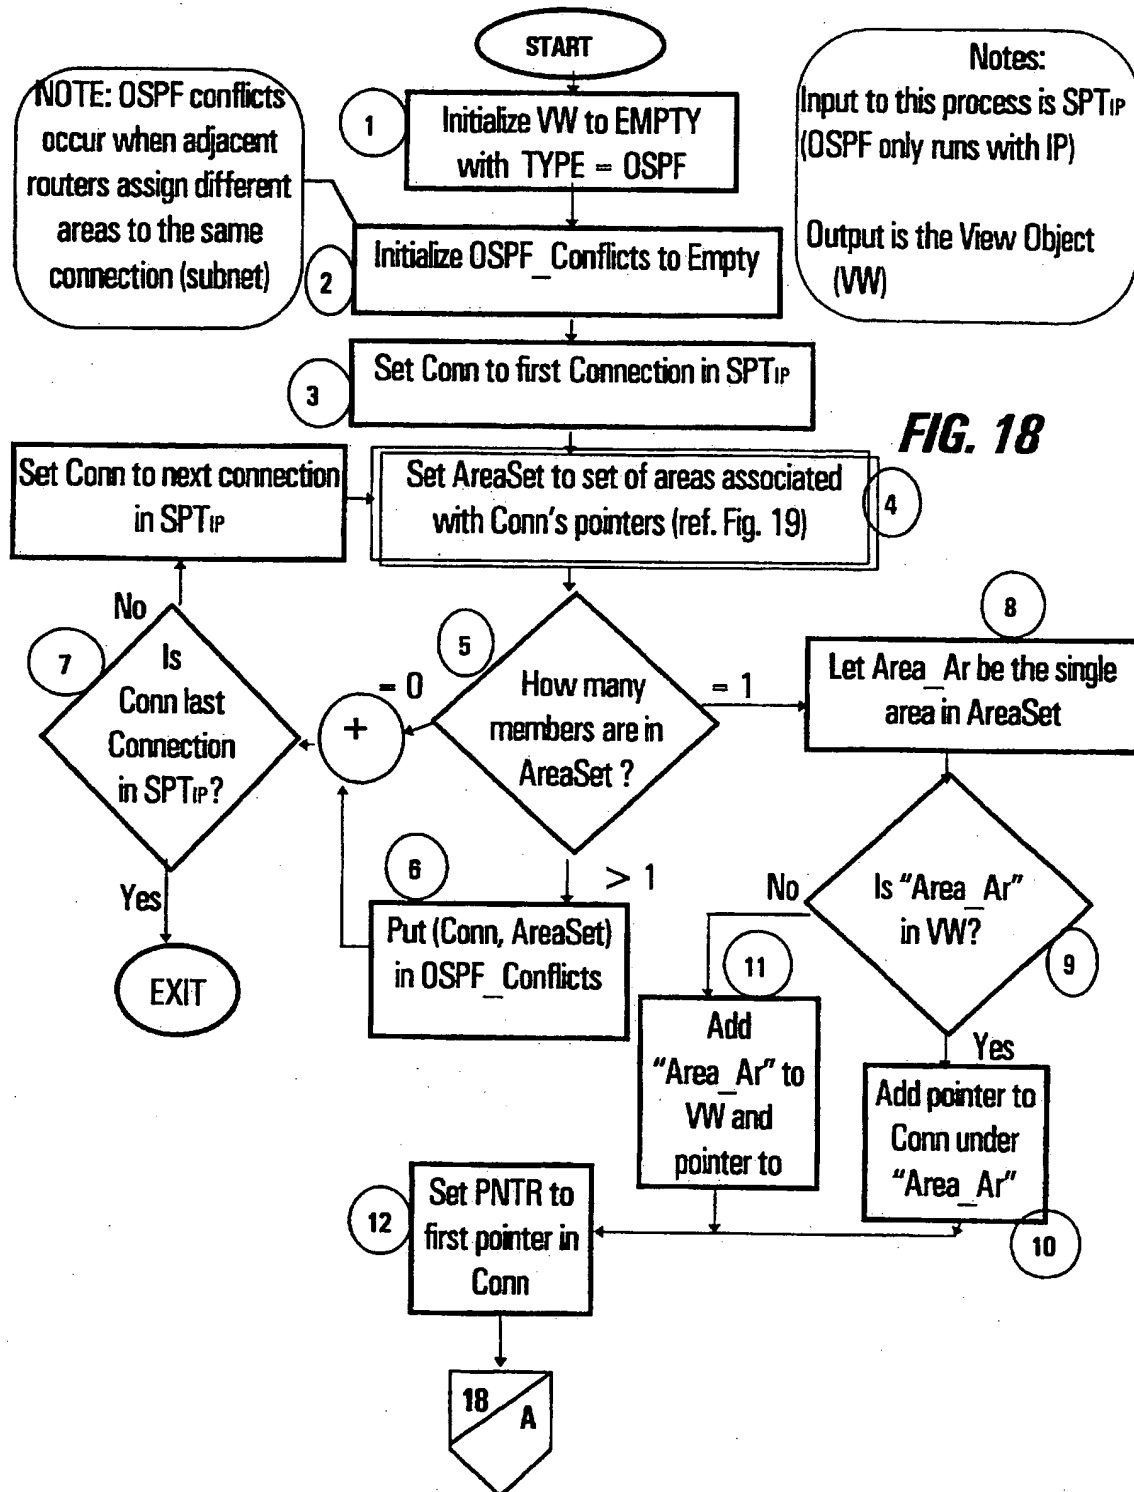 START
Notes:
Input to this process is SPTIP
(OSPF only runs with IP)
Output is the View Object
(VW)
NOTE: OSPF conflicts
occur when adjacent
routers assign different
areas to the same
connection (subnet)
1
Initialize VW to EMPTY
with TYPE = OSPF
2
Initialize OSPF_Conflicts to Empty
3
Set Conn to first Connection in SPTIP
FIG. 18
Set Conn to next connection
in SPTIP
Set AreaSet to set of areas associated
with Conn's pointers (ref. Fig. 19)
4
No
7
Is
Conn last
Connection
in SPTIP?
Yes
EXIT
= 0
+
5
How many
members are in
AreaSet ?
= 1
> 1
6
Put (Conn, AreaSet)
in OSPF_Conflicts
8
Let Area_Ar be the single
area in AreaSet
No
Is "Area_Ar"
in VW?
9
Yes
11
Add
"Area_Ar" to
VW and
pointer to
Add pointer to
Conn under
"Area_Ar"
10
12
Set PNTR to
first pointer in
Conn
18
A